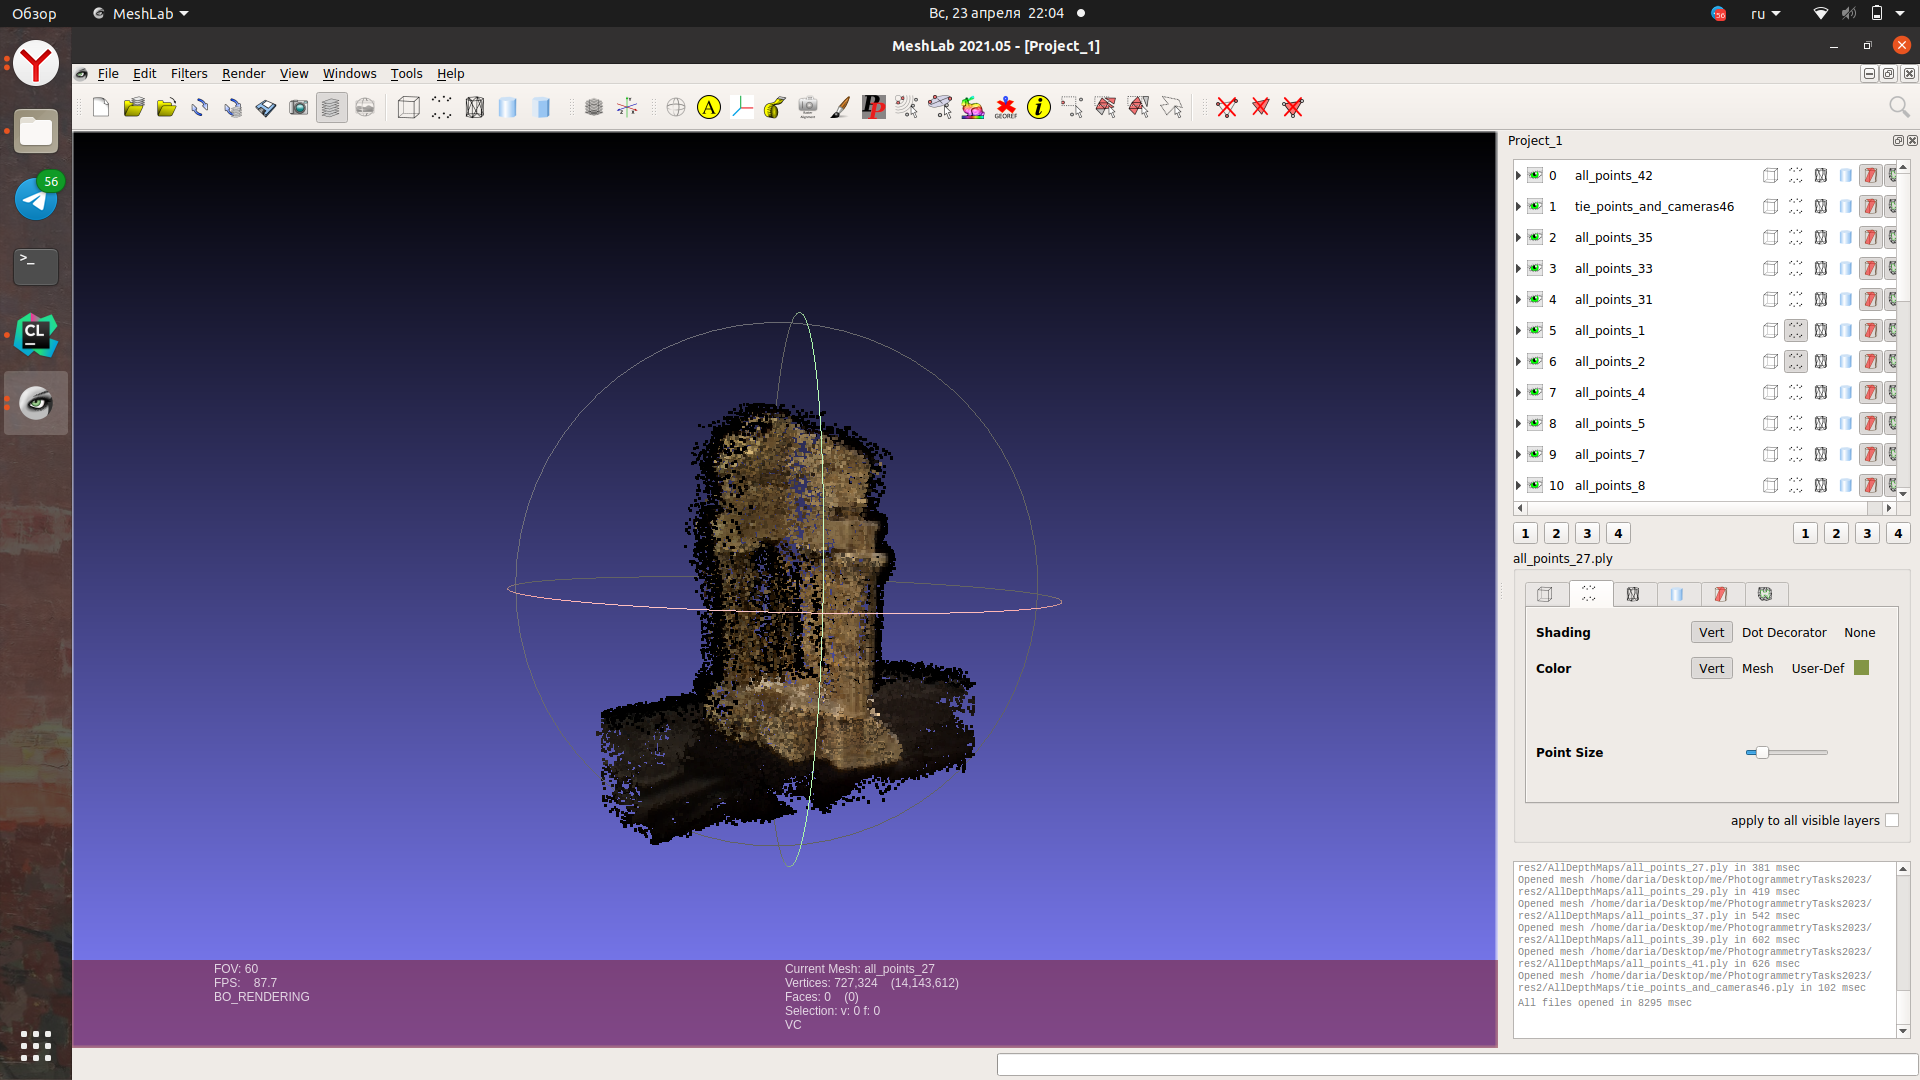 Обзор
MeshLab
Вс, 23 апреля 22:04
56
ru
MeshLab 2021.05 - [Project_1]
File Edit Filters Render View Windows Tools Help
A
PP
GEOREF
i
56
>_
CL
Project_1
0 all_points_42
1 tie_points_and_cameras46
2 all_points_35
3 all_points_33
4 all_points_31
5 all_points_1
6 all_points_2
7 all_points_4
8 all_points_5
9 all_points_7
10 all_points_8
1 2 3 4 1 2 3 4
all_points_27.ply
Shading Vert Dot Decorator None
Color Vert Mesh User-Def
Point Size
apply to all visible layers
res2/AllDepthMaps/all_points_27.ply in 381 msec
Opened mesh /home/daria/Desktop/me/PhotogrammetryTasks2023/
res2/AllDepthMaps/all_points_29.ply in 419 msec
Opened mesh /home/daria/Desktop/me/PhotogrammetryTasks2023/
res2/AllDepthMaps/all_points_37.ply in 542 msec
Opened mesh /home/daria/Desktop/me/PhotogrammetryTasks2023/
res2/AllDepthMaps/all_points_39.ply in 602 msec
Opened mesh /home/daria/Desktop/me/PhotogrammetryTasks2023/
res2/AllDepthMaps/all_points_41.ply in 626 msec
Opened mesh /home/daria/Desktop/me/PhotogrammetryTasks2023/
res2/AllDepthMaps/tie_points_and_cameras46.ply in 102 msec
All files opened in 8295 msec
FOV: 60
FPS: 87.7
BO_RENDERING
Current Mesh: all_points_27
Vertices: 727,324 (14,143,612)
Faces: 0 (0)
Selection: v: 0 f: 0
VC